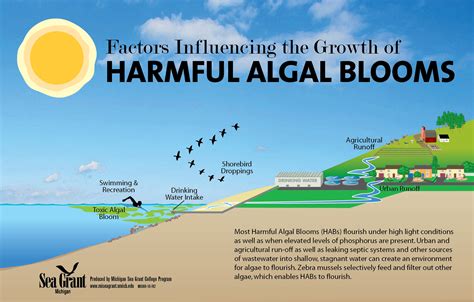 Factors Influencing the Growth of
HARMFUL ALGAL BLOOMS
Agricultural
Runoff
Shorebird
Droppings
Swimming &
Recreation
Drinking
Water Intake
DRINKING WATER
Urban Runoff
Toxic Algal
Bloom
Most Harmful Algal Blooms (HABs) flourish under high light conditions
as well as when elevated levels of phosphorus are present. Urban and
agricultural run-off as well as leaking septic systems and other sources
of wastewater into shallow, stagnant water can create an environment
for algae to flourish. Zebra mussels selectively feed and filter out other
algae, which enables HABs to flourish.
Sea Grant
Michigan
Produced by Michigan Sea Grant College Program
www.miseagrant.umich.edu